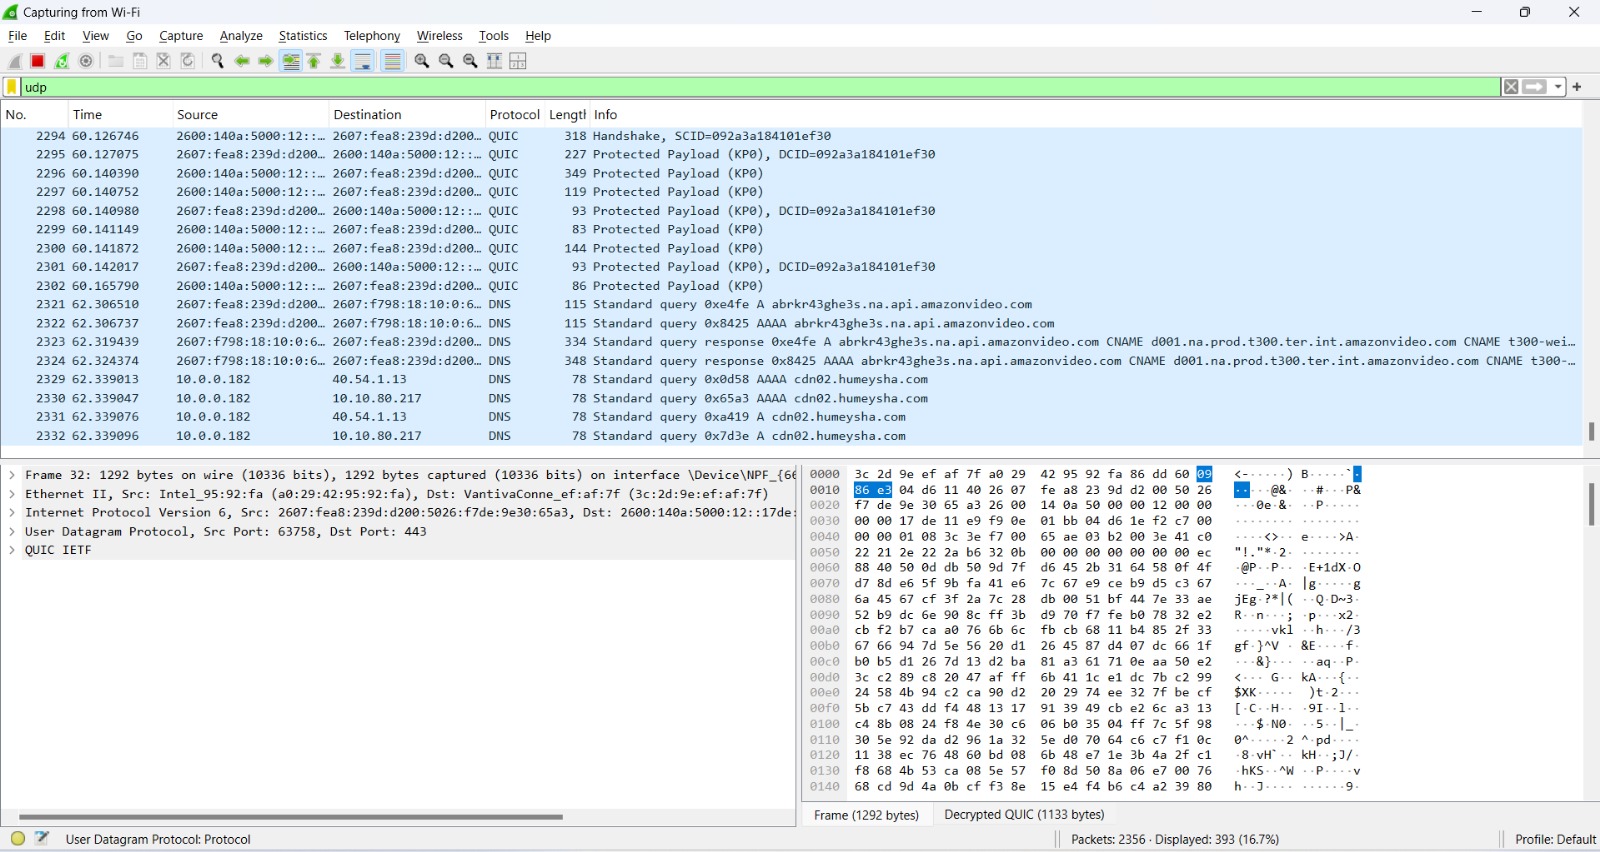 Capturing from Wi-Fi
File Edit View Go Capture Analyze Statistics Telephony Wireless Tools Help
udp
No. Time Source Destination Protocol Length Info
2294 60.126746 2600:140a:5000:12::… 2607:fea8:239d:d200… QUIC 318 Handshake, SCID=092a3a184101ef30
2295 60.127075 2607:fea8:239d:d200… 2600:140a:5000:12::… QUIC 227 Protected Payload (KP0), DCID=092a3a184101ef30
2296 60.140390 2600:140a:5000:12::… 2607:fea8:239d:d200… QUIC 349 Protected Payload (KP0)
2297 60.140752 2600:140a:5000:12::… 2607:fea8:239d:d200… QUIC 119 Protected Payload (KP0)
2298 60.140980 2607:fea8:239d:d200… 2600:140a:5000:12::… QUIC 93 Protected Payload (KP0), DCID=092a3a184101ef30
2299 60.141149 2600:140a:5000:12::… 2607:fea8:239d:d200… QUIC 83 Protected Payload (KP0)
2300 60.141872 2600:140a:5000:12::… 2607:fea8:239d:d200… QUIC 144 Protected Payload (KP0)
2301 60.142017 2607:fea8:239d:d200… 2600:140a:5000:12::… QUIC 93 Protected Payload (KP0), DCID=092a3a184101ef30
2302 60.165790 2600:140a:5000:12::… 2607:fea8:239d:d200… QUIC 86 Protected Payload (KP0)
2321 62.306510 2607:fea8:239d:d200… 2607:f798:18:10:0:6… DNS 115 Standard query 0xe4fe A abrkr43ghe3s.na.api.amazonvideo.com
2322 62.306737 2607:fea8:239d:d200… 2607:f798:18:10:0:6… DNS 115 Standard query 0x8425 AAAA abrkr43ghe3s.na.api.amazonvideo.com
2323 62.319439 2607:f798:18:10:0:6… 2607:fea8:239d:d200… DNS 334 Standard query response 0xe4fe A abrkr43ghe3s.na.api.amazonvideo.com CNAME d001.na.prod.t300.ter.int.amazonvideo.com CNAME t300-wei…
2324 62.324374 2607:f798:18:10:0:6… 2607:fea8:239d:d200… DNS 348 Standard query response 0x8425 AAAA abrkr43ghe3s.na.api.amazonvideo.com CNAME d001.na.prod.t300.ter.int.amazonvideo.com CNAME t300-…
2329 62.339013 10.0.0.182 40.54.1.13 DNS 78 Standard query 0x0d58 AAAA cdn02.humeysha.com
2330 62.339047 10.0.0.182 10.10.80.217 DNS 78 Standard query 0x65a3 AAAA cdn02.humeysha.com
2331 62.339076 10.0.0.182 40.54.1.13 DNS 78 Standard query 0xa419 A cdn02.humeysha.com
2332 62.339096 10.0.0.182 10.10.80.217 DNS 78 Standard query 0x7d3e A cdn02.humeysha.com
Frame 32: 1292 bytes on wire (10336 bits), 1292 bytes captured (10336 bits) on interface \Device\NPF_{66
Ethernet II, Src: Intel_95:92:fa (a0:29:42:95:92:fa), Dst: VantivaConne_ef:af:7f (3c:2d:9e:ef:af:7f)
Internet Protocol Version 6, Src: 2607:fea8:239d:d200:5026:f7de:9e30:65a3, Dst: 2600:140a:5000:12::17de:
User Datagram Protocol, Src Port: 63758, Dst Port: 443
QUIC IETF
0000 3c 2d 9e ef af 7f a0 29 42 95 92 fa 86 dd 60 09 <-·····) B·····`·
0010 86 e3 04 d6 11 40 26 07 fe a8 23 9d d2 00 50 26 ·····@&· ··#···P&
0020 f7 de 9e 30 65 a3 26 00 14 0a 50 00 00 12 00 00 ···0e·&· ··P·····
0030 00 00 17 de 11 e9 f9 0e 01 bb 04 d6 1e f2 c7 00 ········ ········
0040 00 00 01 08 3c 3e f7 00 65 ae 03 b2 00 3e 41 c0 ····<>·· e····>A·
0050 22 21 2e 22 2a b6 32 0b 00 00 00 00 00 00 00 ec "!."*·2· ········
0060 88 40 50 0d db 50 9d 7f d6 45 2b 31 64 58 0f 4f ·@P··P·· ·E+1dX·O
0070 d7 8d e6 5f 9b fa 41 e6 7c 67 e9 ce b9 d5 c3 67 ···_··A· |g·····g
0080 6a 45 67 cf 3f 2a 7c 28 db 00 51 bf 44 7e 33 ae jEg·?*|( ··Q·D~3·
0090 52 b9 dc 6e 90 8c ff 3b d9 70 f7 fe b0 78 32 e2 R··n···; ·p···x2·
00a0 cb f2 b7 ca a0 76 6b 6c fb cb 68 11 b4 85 2f 33 ·····vkl ··h···/3
00b0 67 66 94 7d 5e 56 20 d1 26 45 87 d4 07 dc 66 1f gf·}^V · &E····f·
00c0 b0 b5 d1 26 7d 13 d2 ba 81 a3 61 71 0e aa 50 e2 ···&}··· ··aq··P·
00d0 3c c2 89 c8 20 47 af ff 6b 41 1c e1 dc 7b c2 99 <··· G·· kA···{··
00e0 24 58 4b 94 c2 ca 90 d2 20 29 74 ee 32 7f be cf $XK····· )t·2···
00f0 5b c7 43 dd f4 48 13 17 91 39 49 cb e2 6c a3 13 [·C··H·· ·9I··l··
0100 c4 8b 08 24 f8 4e 30 c6 06 b0 35 04 ff 7c 5f 98 ···$·N0· ··5··|_·
0110 30 5e 92 da d2 96 1a 32 5e d0 70 64 c6 c7 f1 0c 0^·····2 ^·pd····
0120 11 38 ec 76 48 60 bd 08 6b 48 e7 1e 3b 4a 2f c1 ·8·vH`·· kH··;J/·
0130 f8 68 4b 53 ca 08 5e 57 f0 8d 50 8a 06 e7 00 76 ·hKS··^W ··P····v
0140 68 cd 9d 4a 0b cf f3 8e 15 e4 f4 b6 c4 a2 39 80 h··J···· ······9·
Frame (1292 bytes) Decrypted QUIC (1133 bytes)
User Datagram Protocol: Protocol
Packets: 2356 · Displayed: 393 (16.7%)
Profile: Default